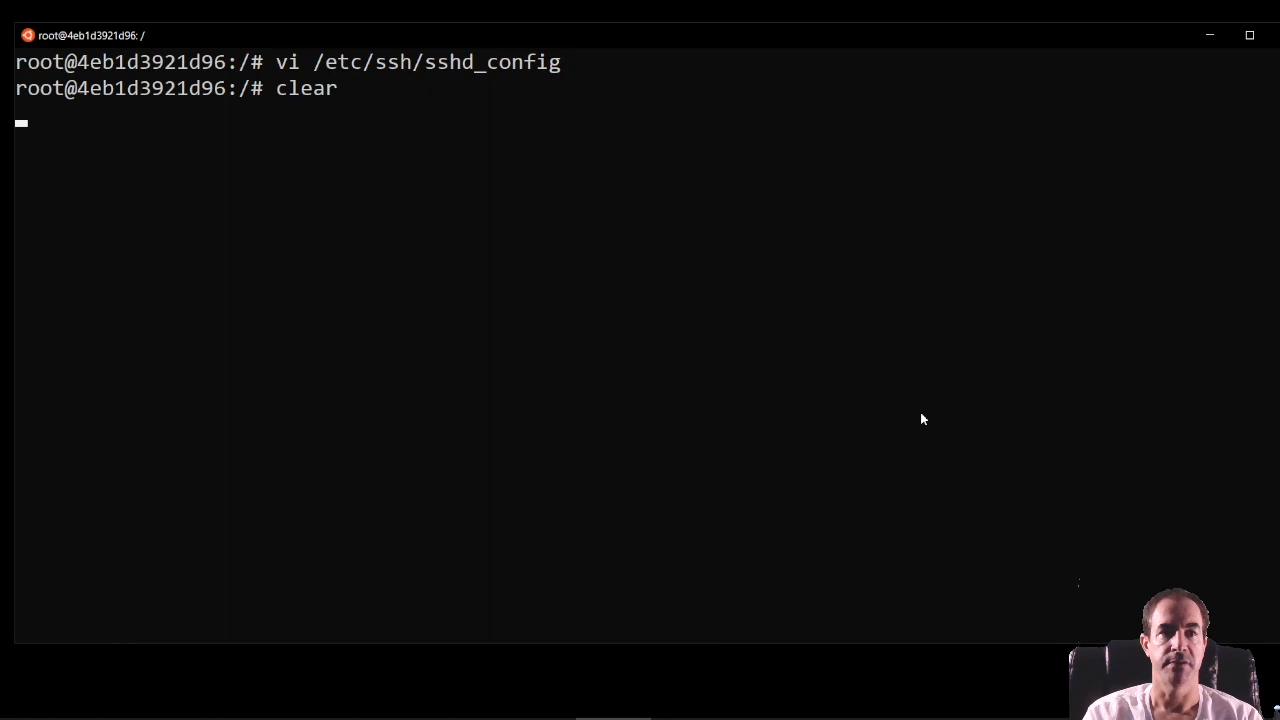 root@4eb1d3921d96: /
root@4eb1d3921d96:/# vi /etc/ssh/sshd_config
root@4eb1d3921d96:/# clear